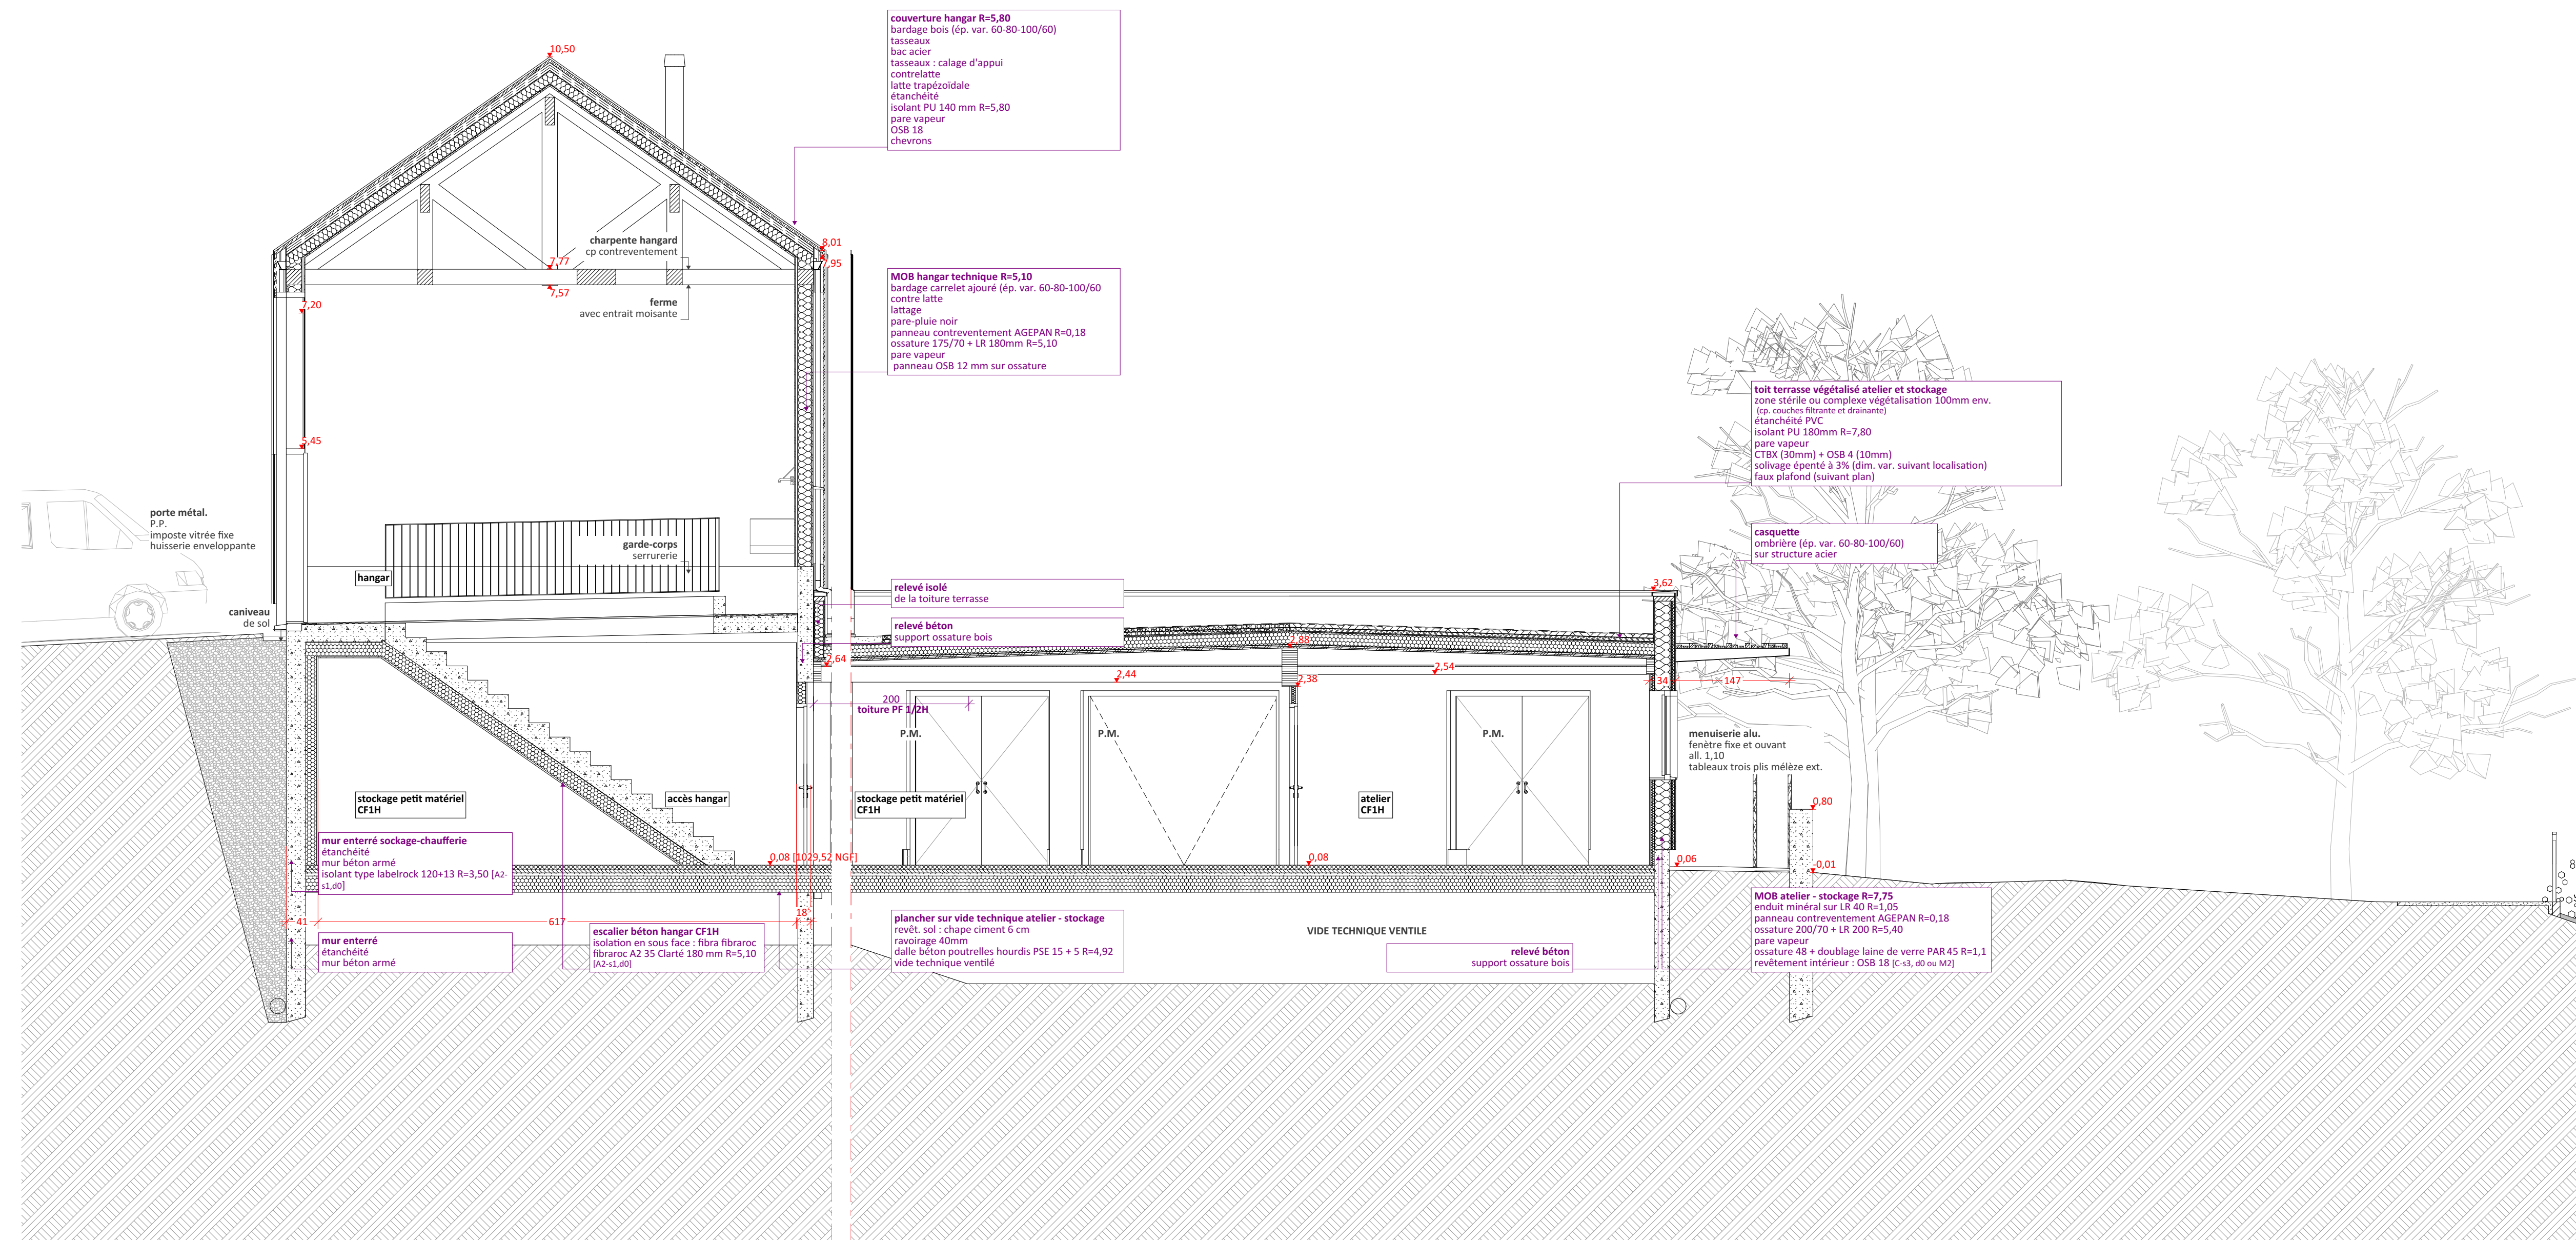 couverture hangar R=5,80
bardage bois (ép. var. 60-80-100/60)
tasseaux
bac acier
tasseaux : calage d'appui
contrelatte
latte trapézoïdale
étanchéité
isolant PU 140 mm R=5,80
pare vapeur
OSB 18
chevrons
10,50
charpente hangard
cp contreventement
8,01
7,95
7,77
7,57
ferme
avec entrait moisante
7,20
5,45
MOB hangar technique R=5,10
bardage carrelet ajouré (ép. var. 60-80-100/60
contre latte
lattage
pare-pluie noir
panneau contreventement AGEPAN R=0,18
ossature 175/70 + LR 180mm R=5,10
pare vapeur
panneau OSB 12 mm sur ossature
toit terrasse végétalisé atelier et stockage
zone stérile ou complexe végétalisation 100mm env.
(cp. couches filtrante et drainante)
étanchéité PVC
isolant PU 180mm R=7,80
pare vapeur
CTBX (30mm) + OSB 4 (10mm)
solivage épenté à 3% (dim. var. suivant localisation)
faux plafond (suivant plan)
porte métal.
P.P.
imposte vitrée fixe
huisserie enveloppante
garde-corps
serrurerie
hangar
caniveau
de sol
casquette
ombrière (ép. var. 60-80-100/60)
sur structure acier
relevé isolé
de la toiture terrasse
relevé béton
support ossature bois
3,62
2,88
2,64
2,44
2,38
2,54
34
147
200
toiture PF 1/2H
P.M.
P.M.
P.M.
menuiserie alu.
fenètre fixe et ouvant
all. 1,10
tableaux trois plis mélèze ext.
stockage petit matériel
CF1H
accès hangar
stockage petit matériel
CF1H
atelier
CF1H
0,80
0,08 [1029,52 NGF]
0,08
0,06
-0,01
mur enterré sockage-chaufferie
étanchéité
mur béton armé
isolant type labelrock 120+13 R=3,50 [A2-
s1,d0]
41
617
18
mur enterré
étanchéité
mur béton armé
escalier béton hangar CF1H
isolation en sous face : fibra fibraroc
fibraroc A2 35 Clarté 180 mm R=5,10
[A2-s1,d0]
plancher sur vide technique atelier - stockage
revêt. sol : chape ciment 6 cm
ravoirage 40mm
dalle béton poutrelles hourdis PSE 15 + 5 R=4,92
vide technique ventilé
VIDE TECHNIQUE VENTILE
relevé béton
support ossature bois
MOB atelier - stockage R=7,75
enduit minéral sur LR 40 R=1,05
panneau contreventement AGEPAN R=0,18
ossature 200/70 + LR 200 R=5,40
pare vapeur
ossature 48 + doublage laine de verre PAR 45 R=1,1
revêtement intérieur : OSB 18 [C-s3, d0 ou M2]